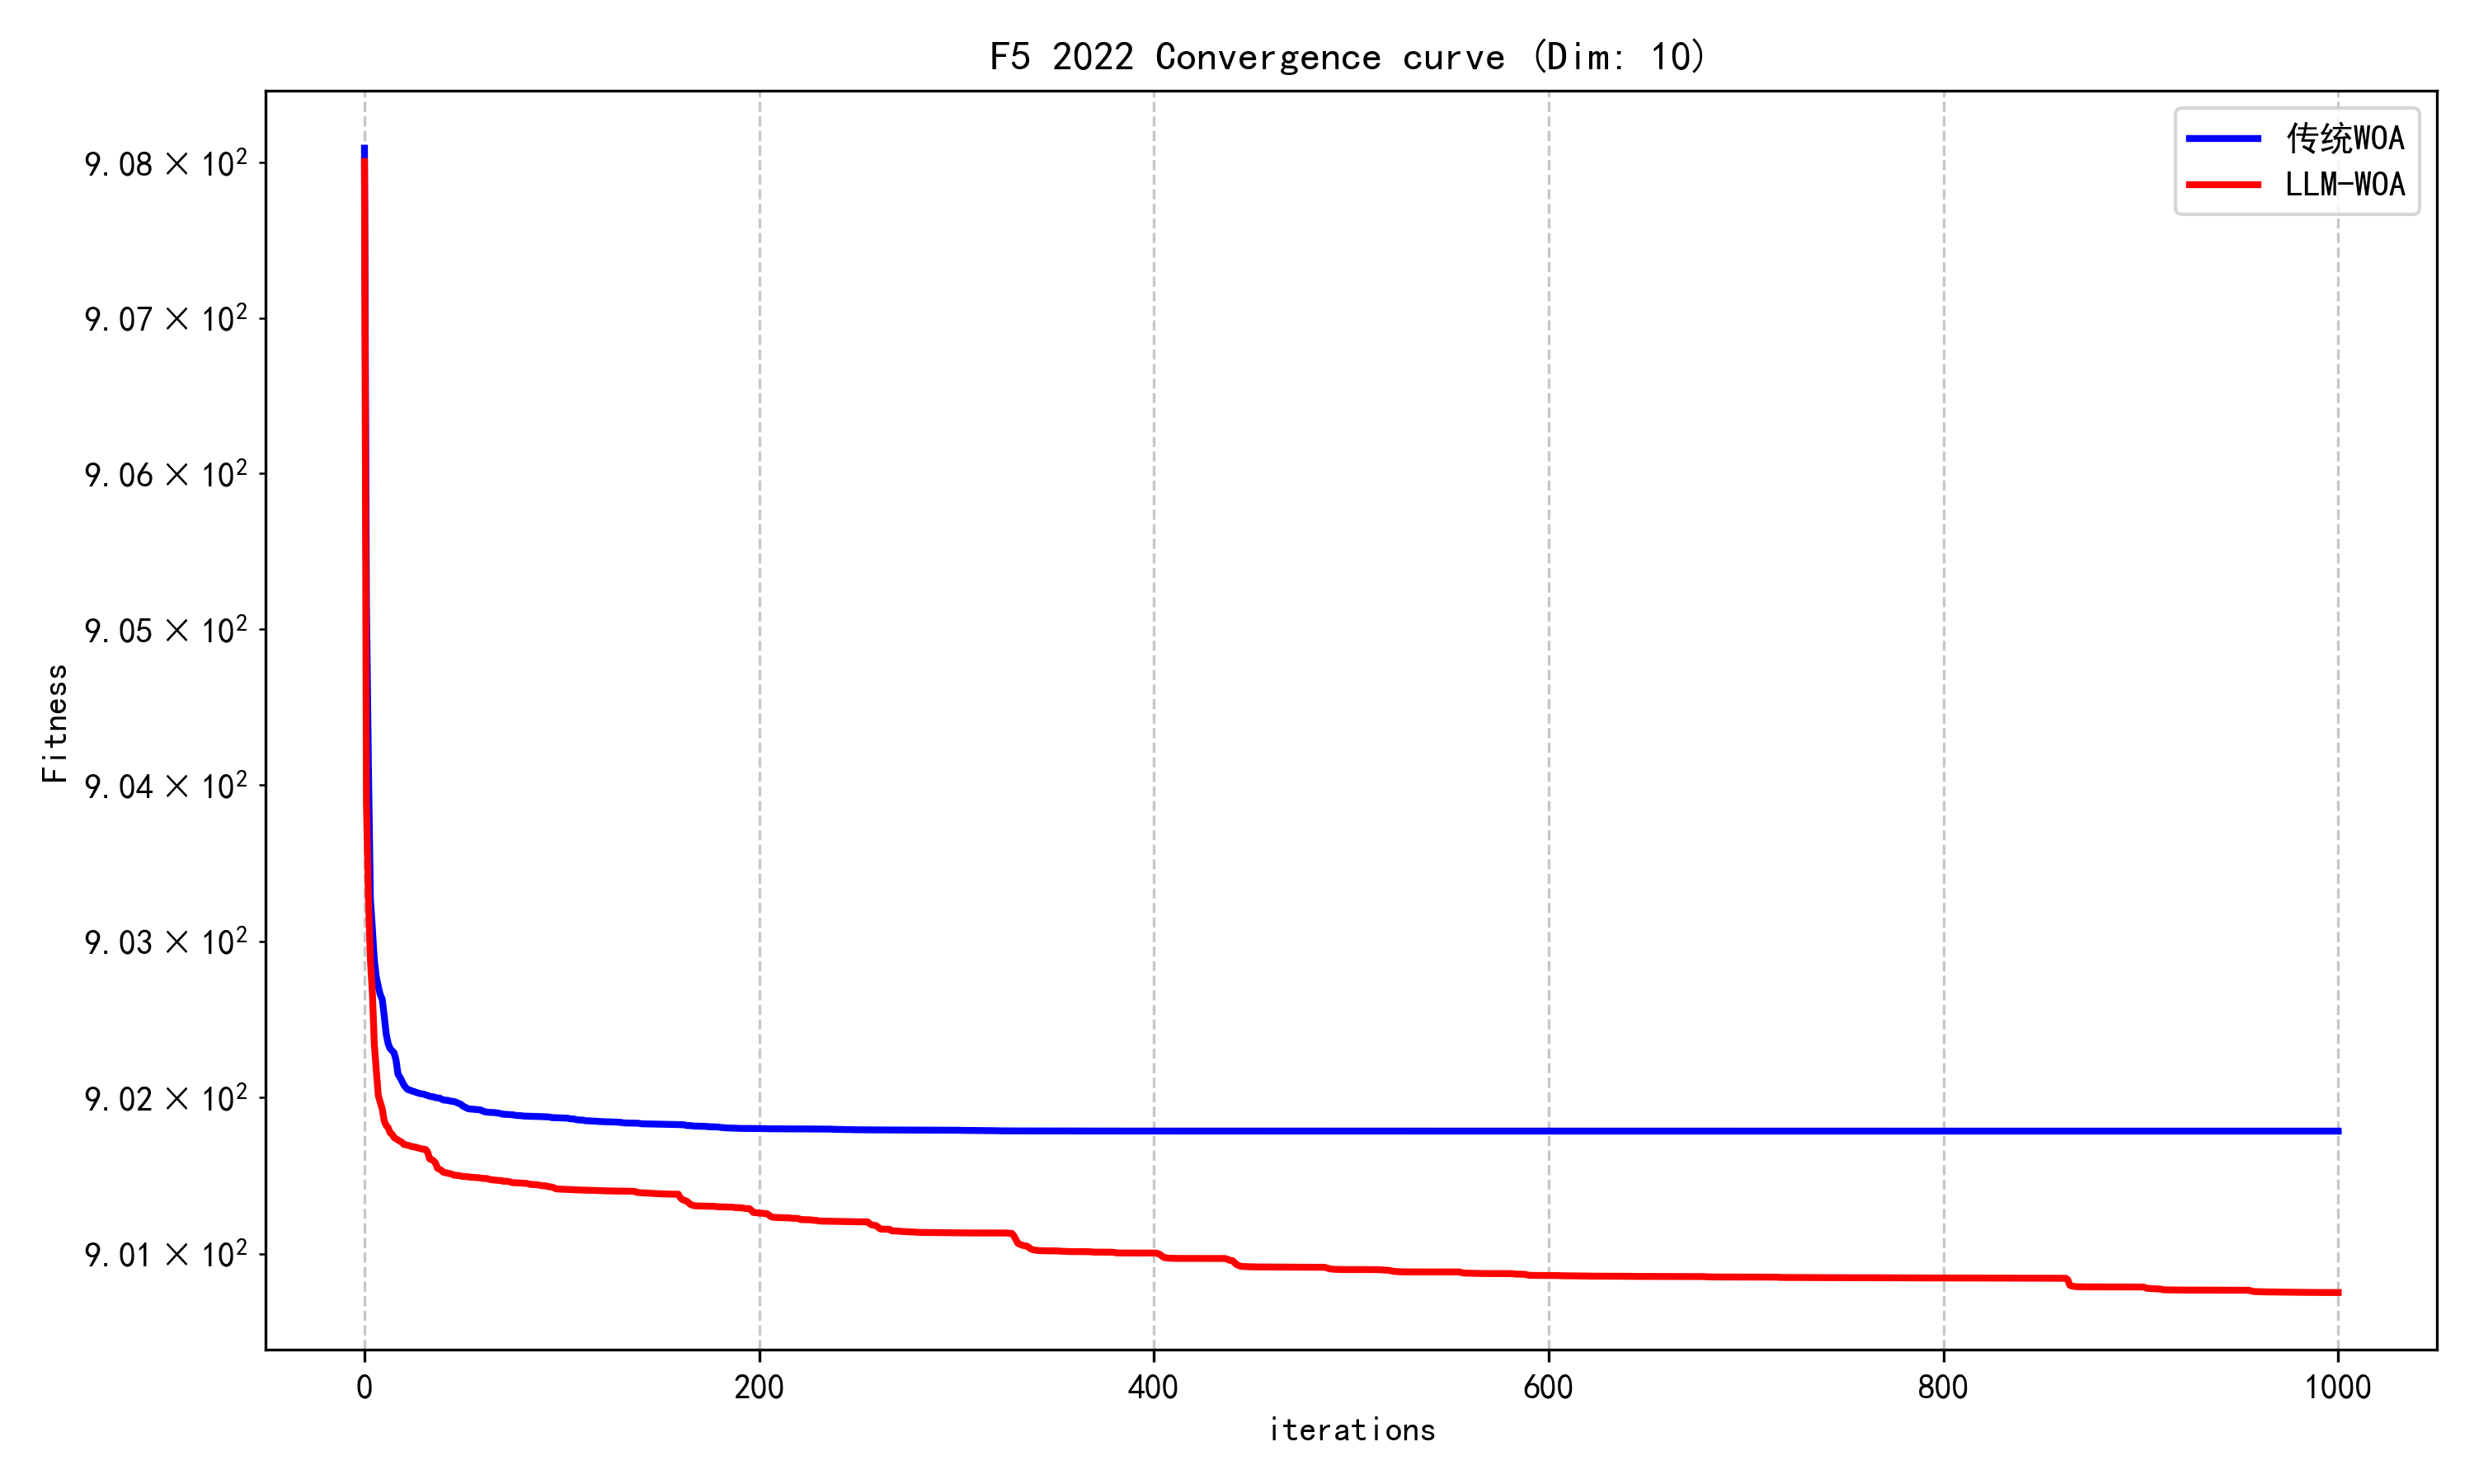 F5 2022 Convergence curve (Dim: 10)
传统WOA
LLM-WOA
9.08×10²
9.07×10²
9.06×10²
9.05×10²
9.04×10²
9.03×10²
9.02×10²
9.01×10²
Fitness
0 200 400 600 800 1000
iterations